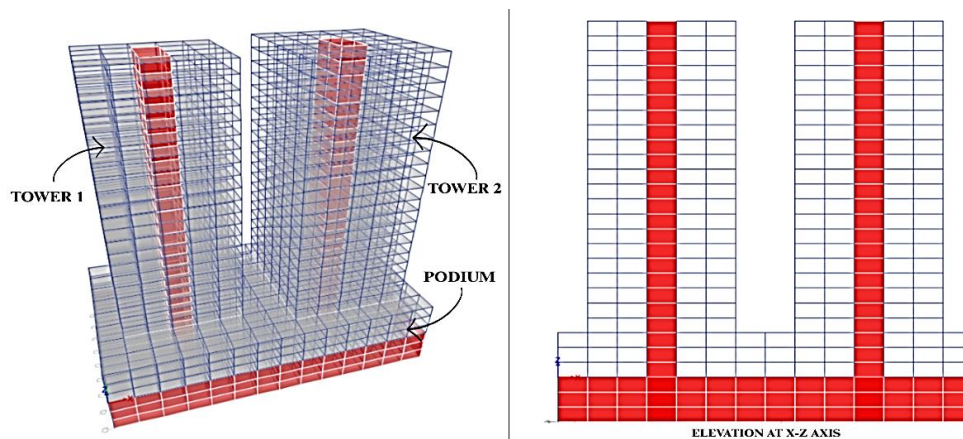 TOWER 1
TOWER 2
PODIUM
Z
Z
ELEVATION AT X-Z AXIS